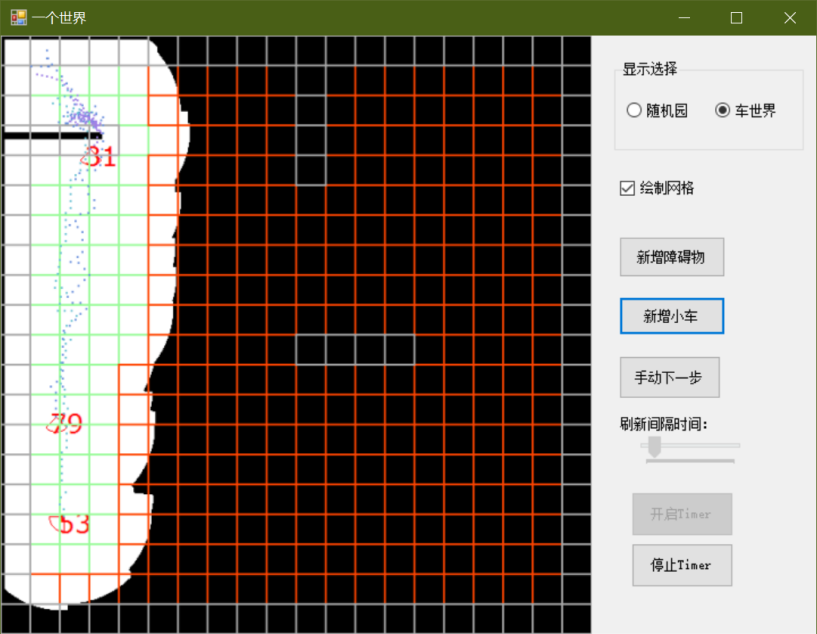 一个世界
显示选择
随机园
车世界
绘制网格
新增障碍物
新增小车
手动下一步
刷新间隔时间:
开启Timer
停止Timer
31
79
53